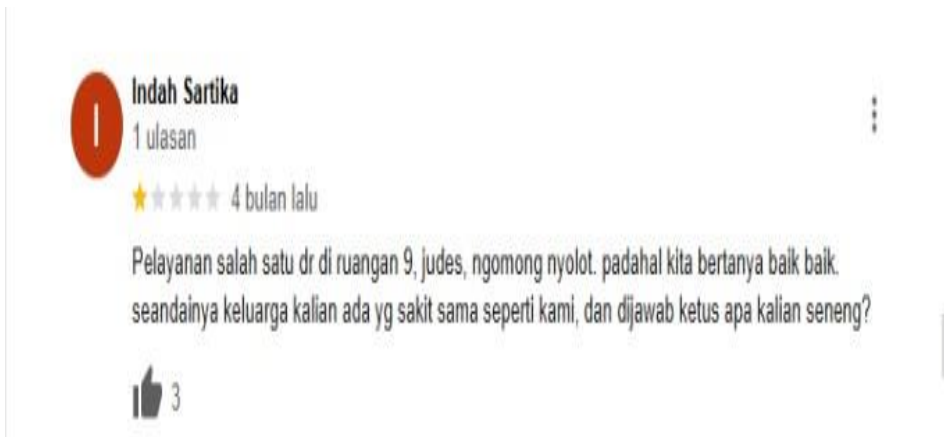 I
Indah Sartika
1 ulasan
4 bulan lalu
Pelayanan salah satu dr di ruangan 9, judes, ngomong nyolot. padahal kita bertanya baik baik.
seandainya keluarga kalian ada yg sakit sama seperti kami, dan dijawab ketus apa kalian seneng?
3